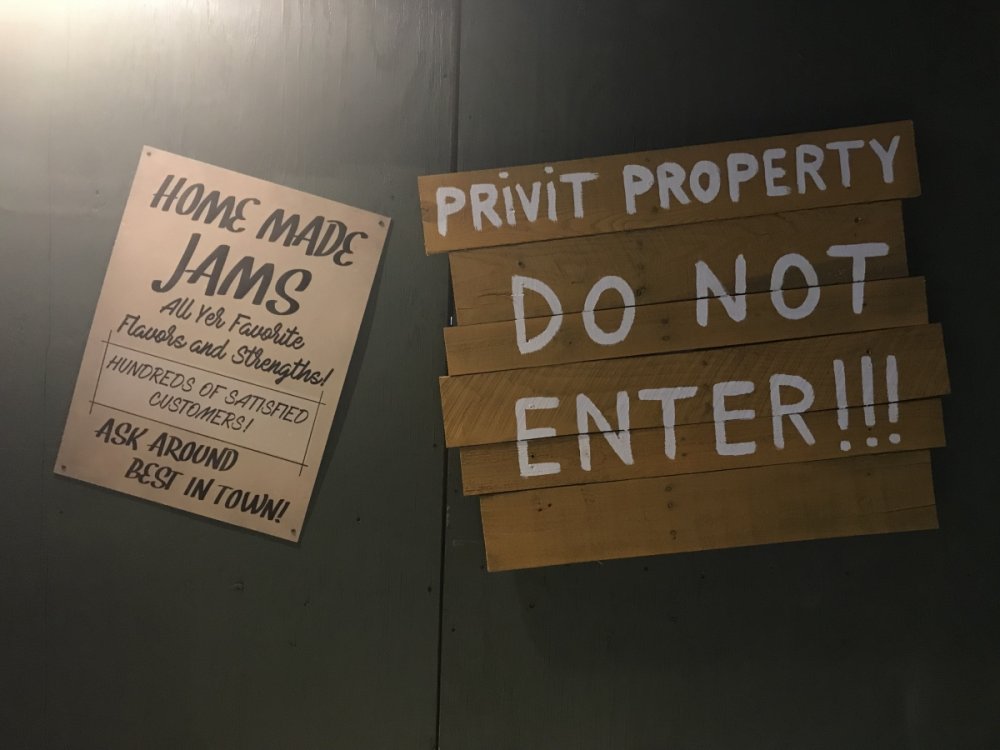 HOME MADE
JAMS
All Yer Favorite
Flavors and Strengths!
HUNDREDS OF SATISFIED
CUSTOMERS!
ASK AROUND
BEST IN TOWN!
PRiViT PROPERTY
DO NOT
ENTER!!!